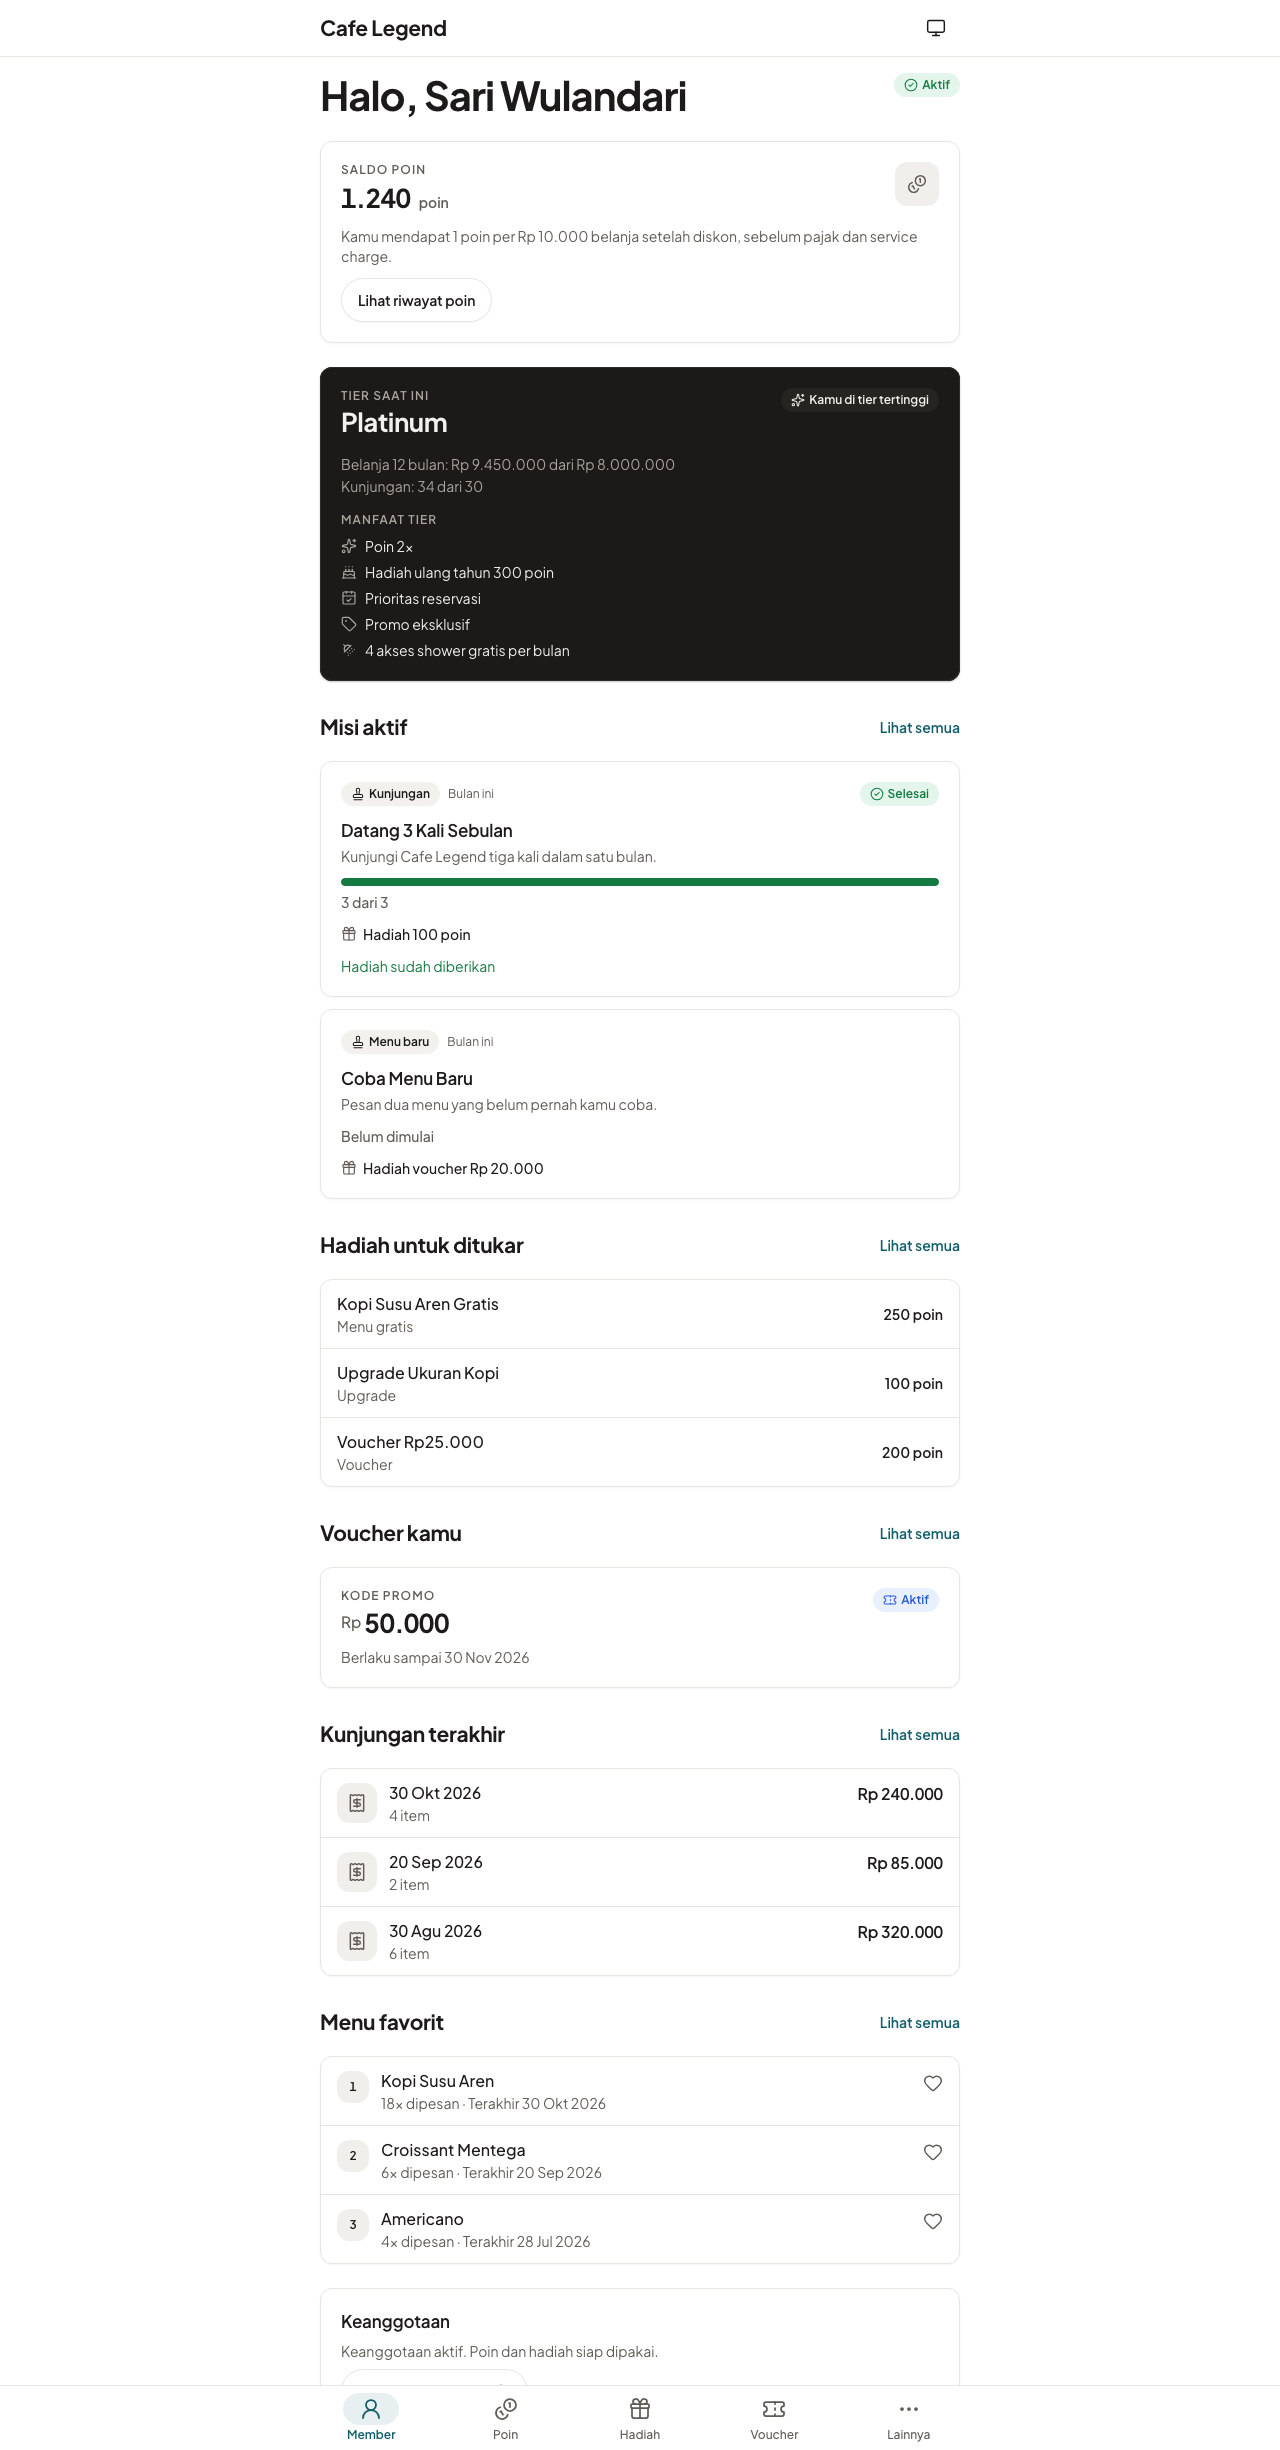 Cafe Legend
Halo, Sari Wulandari
Aktif
SALDO POIN
1.240 poin
Kamu mendapat 1 poin per Rp 10.000 belanja setelah diskon, sebelum pajak dan service
charge.
Lihat riwayat poin
TIER SAAT INI
Kamu di tier tertinggi
Platinum
Belanja 12 bulan: Rp 9.450.000 dari Rp 8.000.000
Kunjungan: 34 dari 30
MANFAAT TIER
Poin 2×
Hadiah ulang tahun 300 poin
Prioritas reservasi
Promo eksklusif
4 akses shower gratis per bulan
Misi aktif
Lihat semua
Kunjungan Bulan ini
Selesai
Datang 3 Kali Sebulan
Kunjungi Cafe Legend tiga kali dalam satu bulan.
3 dari 3
Hadiah 100 poin
Hadiah sudah diberikan
Menu baru Bulan ini
Coba Menu Baru
Pesan dua menu yang belum pernah kamu coba.
Belum dimulai
Hadiah voucher Rp 20.000
Hadiah untuk ditukar
Lihat semua
Kopi Susu Aren Gratis
Menu gratis
250 poin
Upgrade Ukuran Kopi
Upgrade
100 poin
Voucher Rp25.000
Voucher
200 poin
Voucher kamu
Lihat semua
KODE PROMO
Aktif
Rp 50.000
Berlaku sampai 30 Nov 2026
Kunjungan terakhir
Lihat semua
30 Okt 2026
4 item
Rp 240.000
20 Sep 2026
2 item
Rp 85.000
30 Agu 2026
6 item
Rp 320.000
Menu favorit
Lihat semua
1
Kopi Susu Aren
18× dipesan · Terakhir 30 Okt 2026
2
Croissant Mentega
6× dipesan · Terakhir 20 Sep 2026
3
Americano
4× dipesan · Terakhir 28 Jul 2026
Keanggotaan
Keanggotaan aktif. Poin dan hadiah siap dipakai.
Member
Poin
Hadiah
Voucher
Lainnya